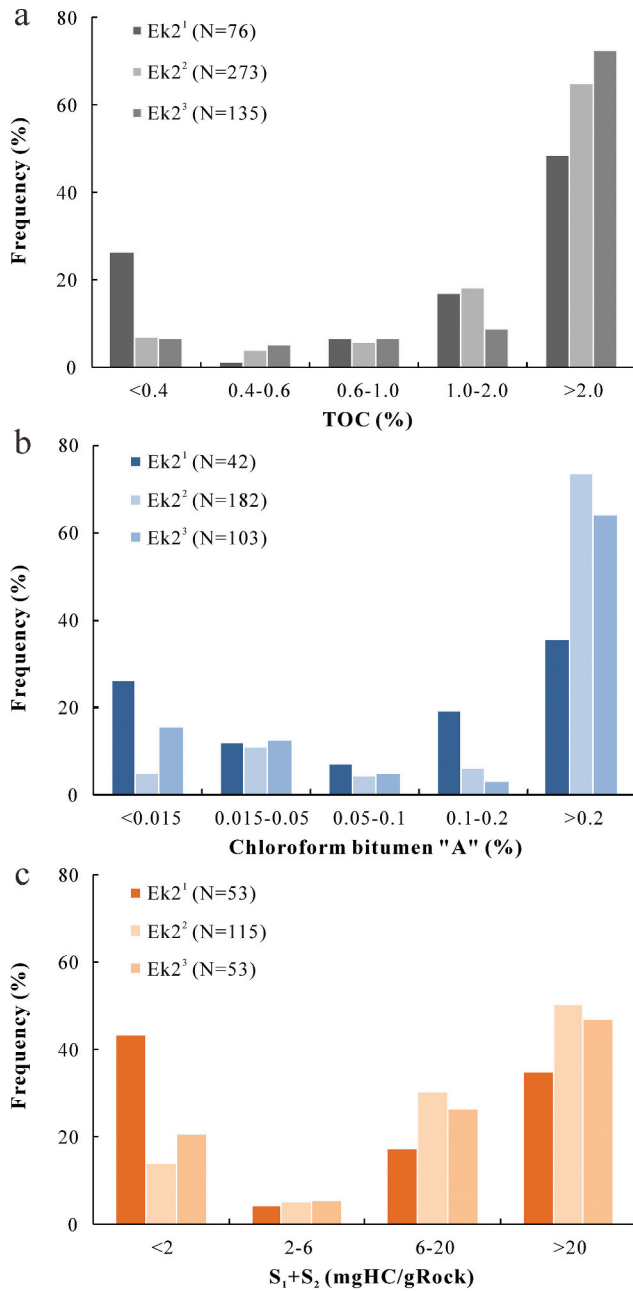 a
80
60
40
20
0
Frequency (%)
Ek2¹ (N=76)
Ek2² (N=273)
Ek2³ (N=135)
<0.4 0.4-0.6 0.6-1.0 1.0-2.0 >2.0
TOC (%)
b
80
60
40
20
0
Frequency (%)
Ek2¹ (N=42)
Ek2² (N=182)
Ek2³ (N=103)
<0.015 0.015-0.05 0.05-0.1 0.1-0.2 >0.2
Chloroform bitumen "A" (%)
c
80
60
40
20
0
Frequency (%)
Ek2¹ (N=53)
Ek2² (N=115)
Ek2³ (N=53)
<2 2-6 6-20 >20
S₁+S₂ (mgHC/gRock)